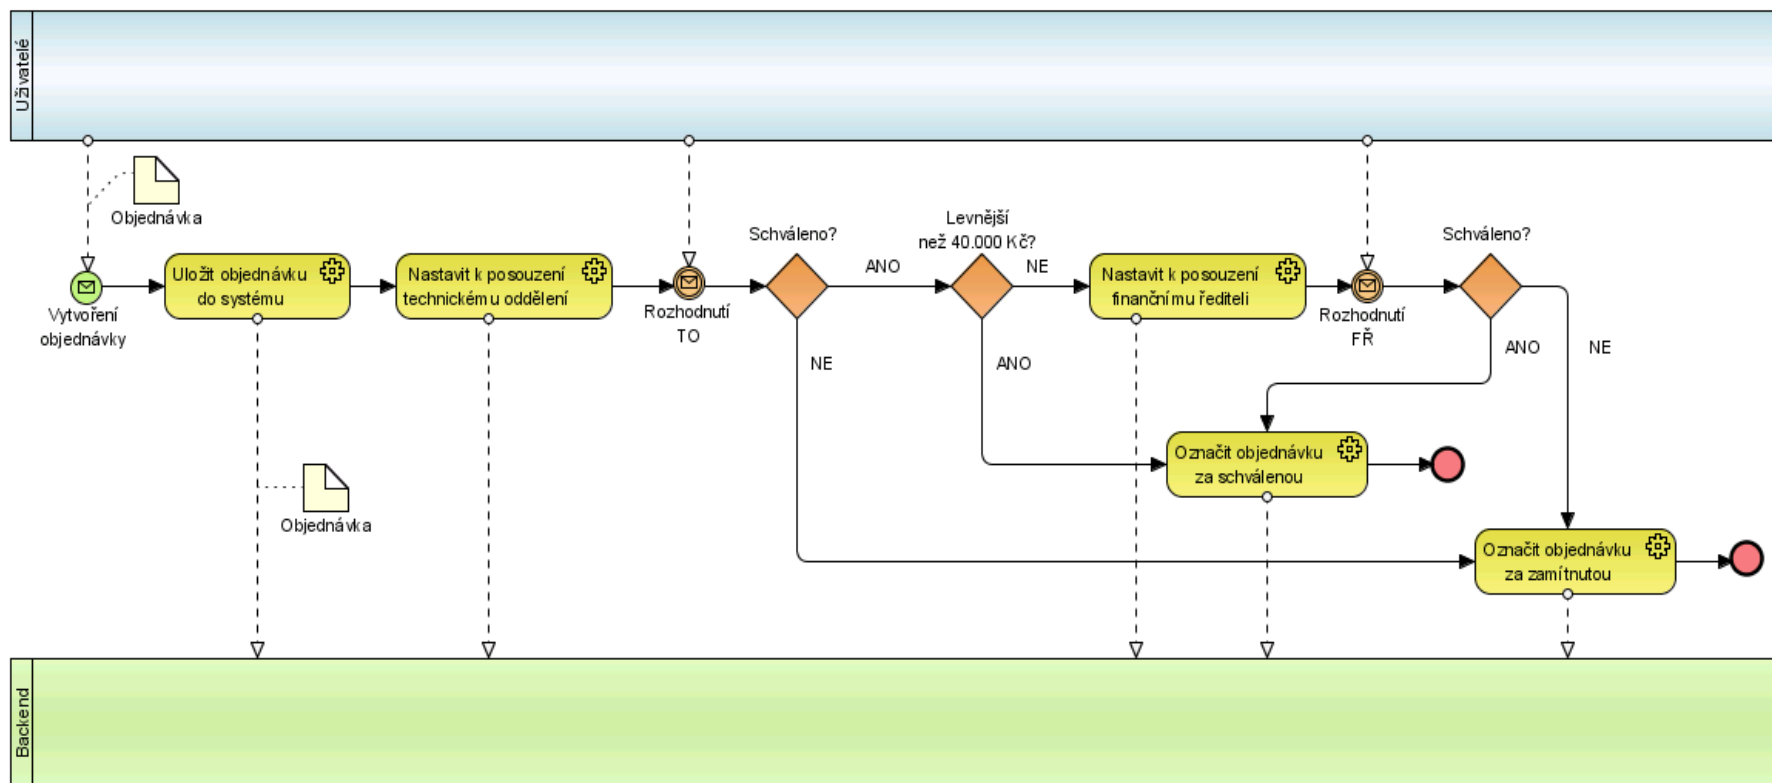 Uživatelé
Objednávka
Vytvoření
objednávky
Uložit objednávku
do systému
Nastavit k posouzení
technickému oddělení
Rozhodnutí
TO
Schváleno?
ANO
NE
Levnější
než 40.000 Kč?
NE
ANO
Nastavit k posouzení
finančnímu řediteli
Rozhodnutí
FŘ
Schváleno?
ANO
NE
Označit objednávku
za schválenou
Objednávka
Označit objednávku
za zamítnutou
Backend